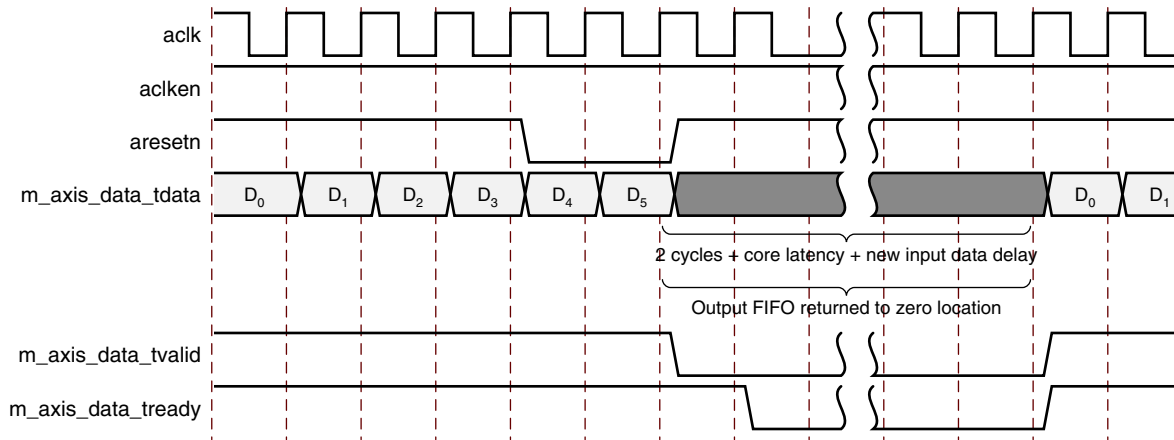 aclk
aclken
aresetn
m_axis_data_tdata
D0 D1 D2 D3 D4 D5 D0 D1
2 cycles + core latency + new input data delay
Output FIFO returned to zero location
m_axis_data_tvalid
m_axis_data_tready